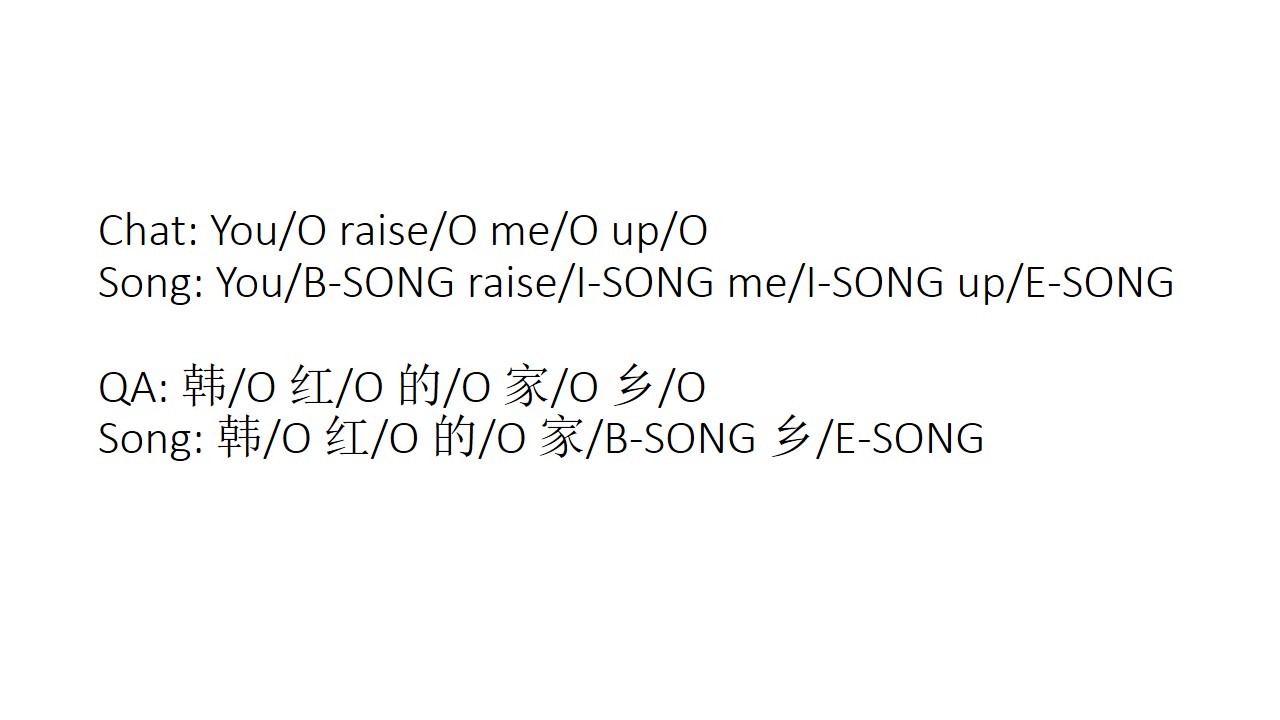 Chat: You/O raise/O me/O up/O
Song: You/B-SONG raise/I-SONG me/I-SONG up/E-SONG
QA: 韩/O 红/O 的/O 家/O 乡/O
Song: 韩/O 红/O 的/O 家/B-SONG 乡/E-SONG